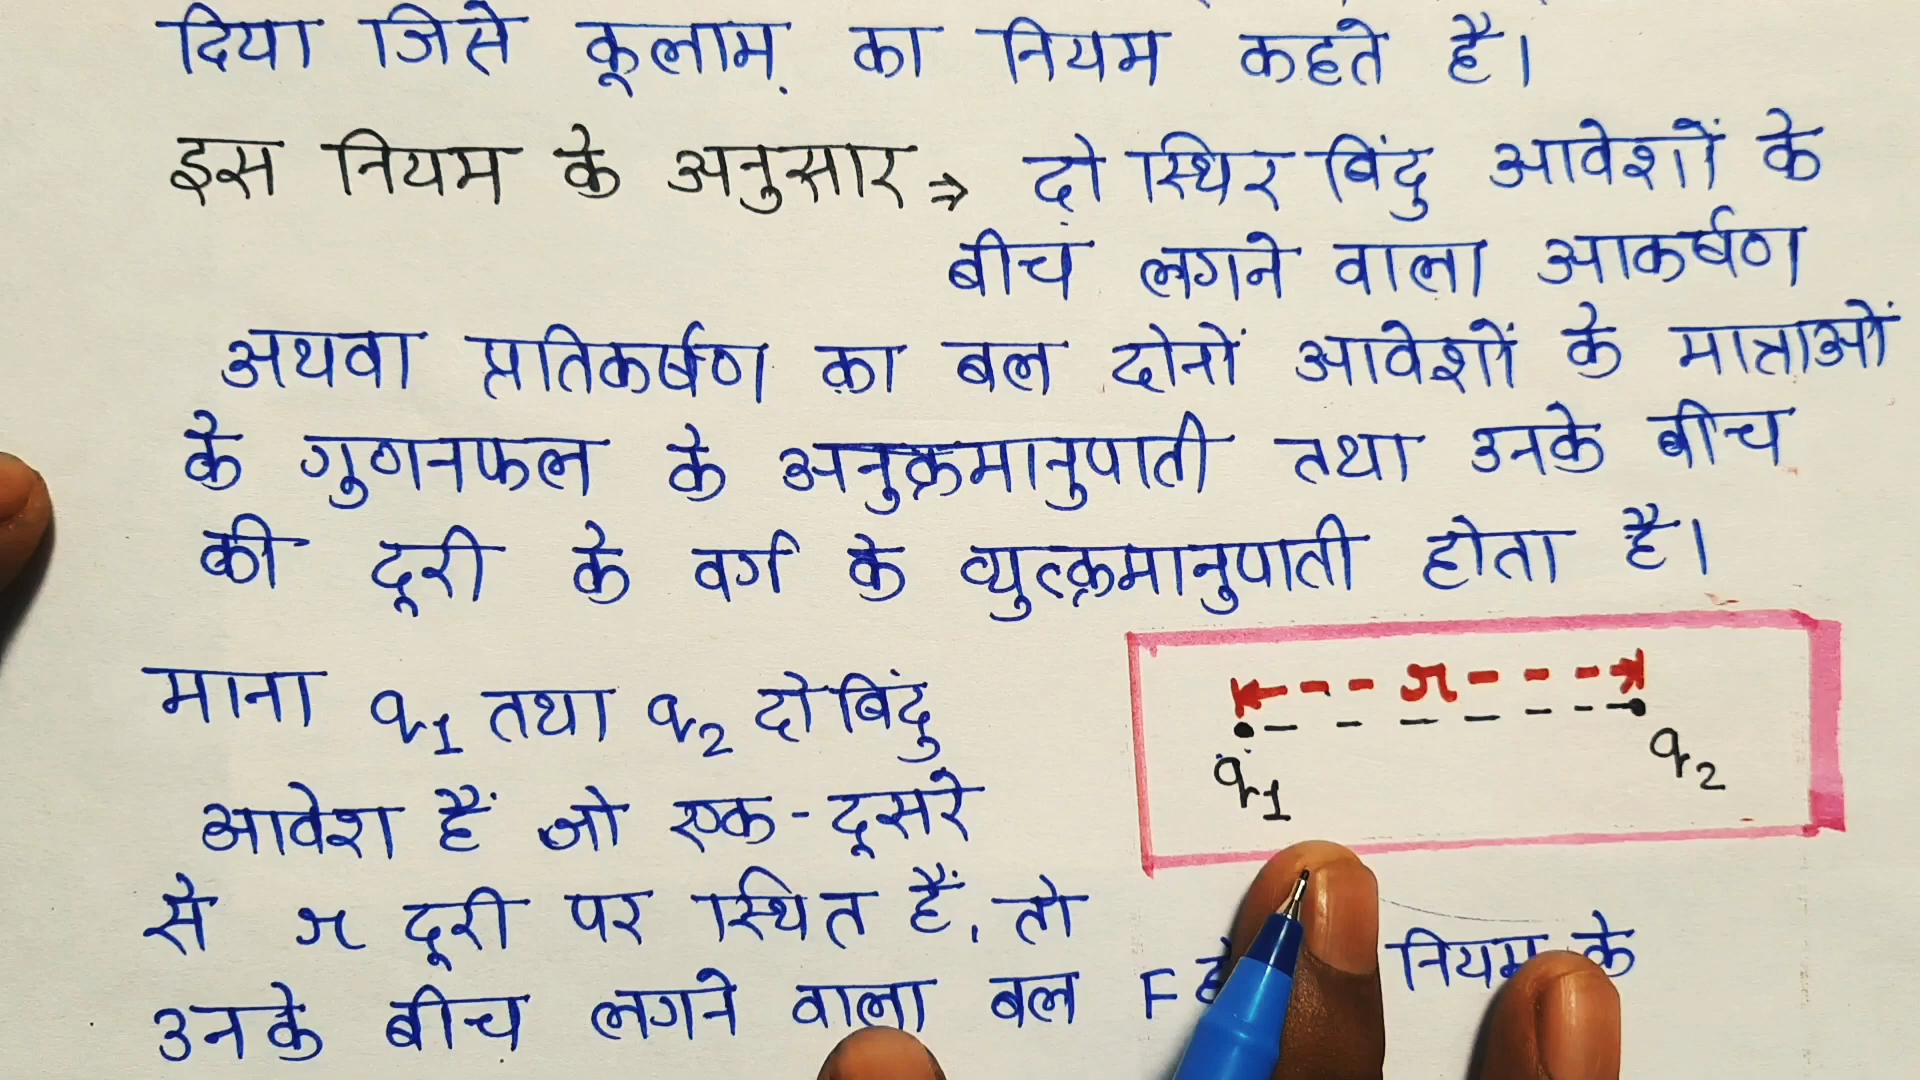 दिया जिसे कूलाम का नियम कहते है।
इस नियम के अनुसार ⇒ दो स्थिर बिंदु आवेशों के
बीच लगने वाला आकर्षण
अथवा प्रतिकर्षण का बल दोनों आवेशों के मात्राओं
के गुणनफल के अनुक्रमानुपाती तथा उनके बीच
की दूरी के वर्ग के व्युत्क्रमानुपाती होता है।
माना q1 तथा q2 दो बिंदु
आवेश हैं जो एक-दूसरे
से r दूरी पर स्थित हैं, तो
उनके बीच लगने वाला बल F नियम के
r
q1
q2